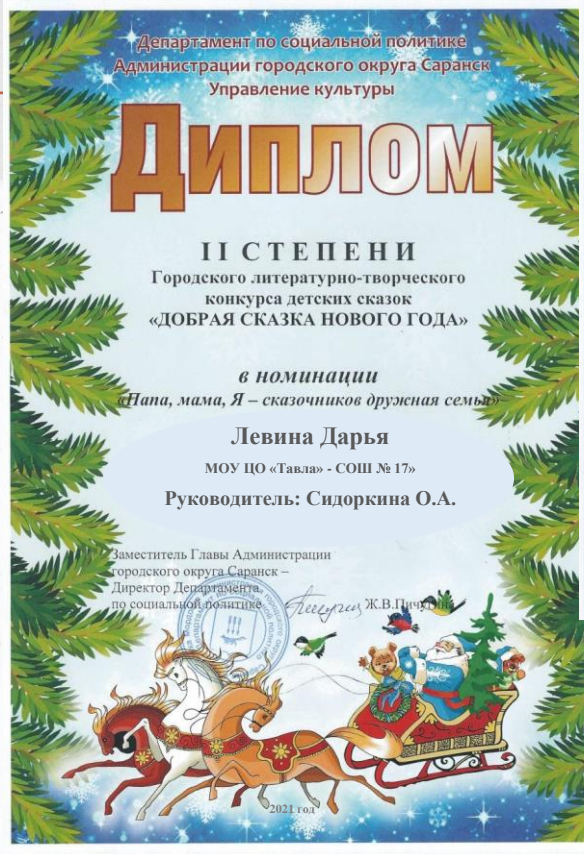 Департамент по социальной политике
Администрации городского округа Саранск
Управление культуры
Диплом
II СТЕПЕНИ
Городского литературно-творческого
конкурса детских сказок
«ДОБРАЯ СКАЗКА НОВОГО ГОДА»
в номинации
«Папа, мама, Я – сказочников дружная семья»
Левина Дарья
МОУ ЦО «Тавла» - СОШ № 17»
Руководитель: Сидоркина О.А.
Заместитель Главы Администрации
городского округа Саранск –
Директор Департамента
по социальной политике Ж.В.Пичугина
2021 год